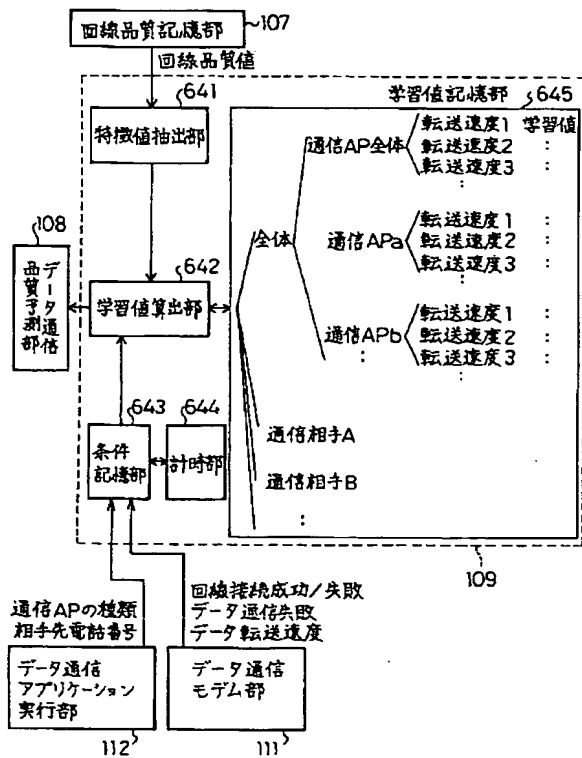 回線品質記憶部
107
回線品質値
641
特徴値抽出部
学習値記憶部
645
通信AP全体
転送速度1
学習値
転送速度2
:
転送速度3
:
:
全体
通信APa
転送速度1
:
転送速度2
:
転送速度3
:
:
通信APb
転送速度1
:
転送速度2
:
転送速度3
:
:
:
通信相手A
通信相手B
:
108
データ通信
品質予測部
642
学習値算出部
643
条件
記憶部
644
計時部
109
通信APの種類
相手先電話番号
回線接続成功/失敗
データ通信失敗
データ転送速度
データ通信
アプリケーション
実行部
112
データ通信
モデム部
111